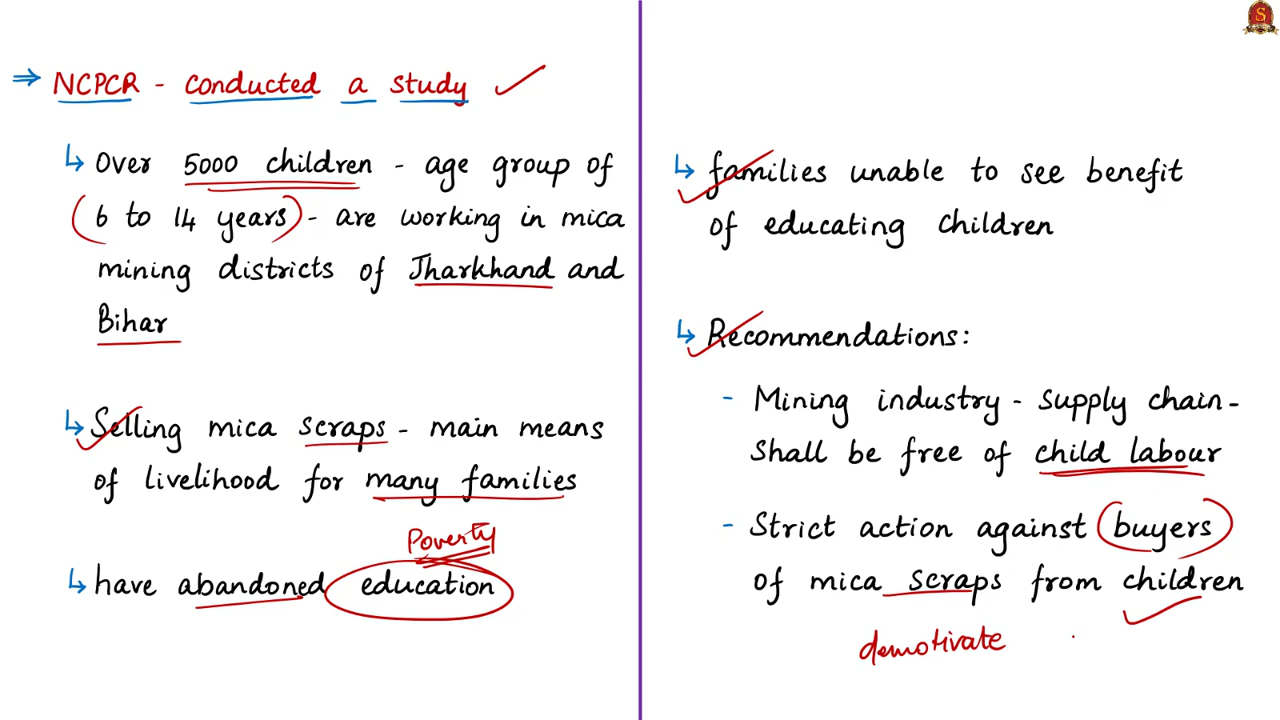 ⇒ NCPCR - conducted a study
↳ Over 5000 children - age group of
(6 to 14 years) - are working in mica
mining districts of Jharkhand and
Bihar
↳ Selling mica scraps - main means
of livelihood for many families
Poverty
↳ have abandoned education
↳ families unable to see benefit
of educating children
↳ Recommendations:
- Mining industry - supply chain -
shall be free of child labour
- Strict action against (buyers)
of mica scraps from children
demotivate
S